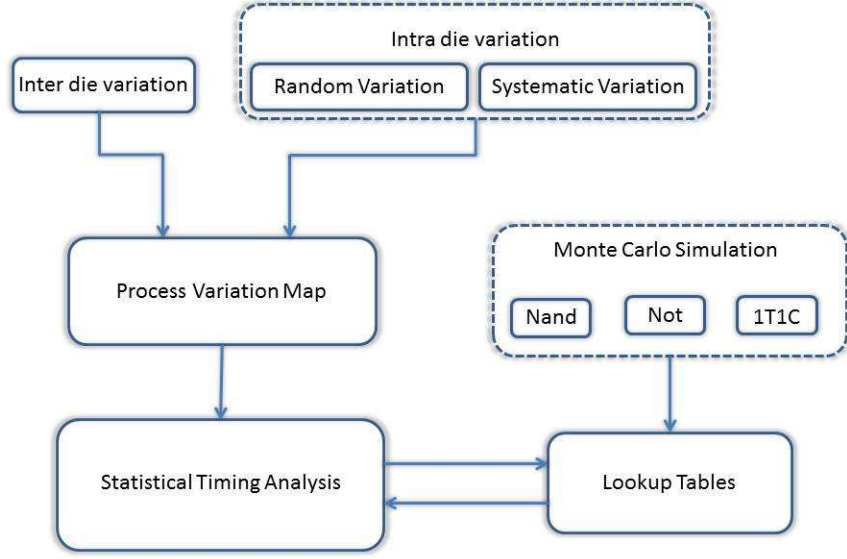 Intra die variation
Inter die variation
Random Variation
Systematic Variation
Process Variation Map
Monte Carlo Simulation
Nand
Not
1T1C
Statistical Timing Analysis
Lookup Tables